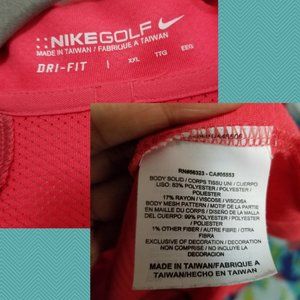 NIKEGOLF
MADE IN TAIWAN / FABRIQUE A TAIWAN
DRI-FIT | XXL TTG EEG
RN#56323 - CA#05553
BODY SOLID / CORPS TISSU UNI / CUERPO
LISO: 83% POLYESTER / POLYESTER /
POLIESTER
17% RAYON / VISCOSE / VISCOSA
BODY MESH PATTERN / MOTIF DE LA PARTIE
EN MAILLE DU CORPS / DISEÑO DE LA MALLA
DEL CUERPO: 99% POLYESTER / POLYESTER /
POLIESTER
1% OTHER FIBER / AUTRE FIBRE / OTRA
FIBRA
EXCLUSIVE OF DECORATION / DECORATION
NON COMPRISE / NO INCLUYE LA
DECORACION
MADE IN TAIWAN/FABRIQUE A
TAIWAN/HECHO EN TAIWAN